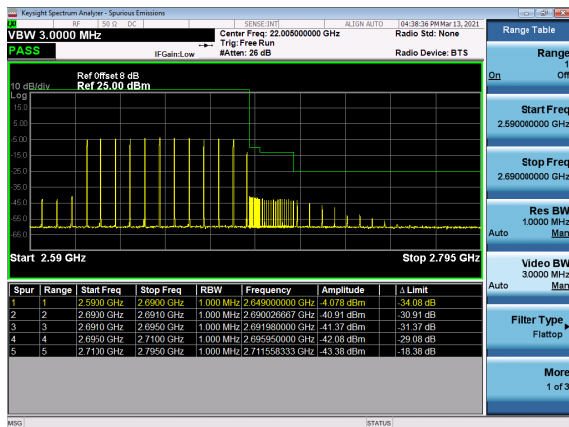 Keysight Spectrum Analyzer - Spurious Emissions
RF 50 Ω DC SENSE:INT ALIGN AUTO 04:38:36 PM Mar 13, 2021
VBW 3.0000 MHz Center Freq: 22.005000000 GHz Radio Std: None
Trig: Free Run
PASS IFGain:Low #Atten: 26 dB Radio Device: BTS
Ref Offset 8 dB
10 dB/div Ref 25.00 dBm
Log
15.0
5.00
-5.00
-15.0
-25.0
-35.0
-45.0
-55.0
-65.0
Start 2.59 GHz Stop 2.795 GHz
Spur Range Start Freq Stop Freq RBW Frequency Amplitude Δ Limit
1 1 2.5900 GHz 2.6900 GHz 1.000 MHz 2.649000000 GHz -4.078 dBm -34.08 dB
2 2 2.6900 GHz 2.6910 GHz 1.000 MHz 2.690026667 GHz -40.91 dBm -30.91 dB
3 3 2.6910 GHz 2.6950 GHz 1.000 MHz 2.691980000 GHz -41.37 dBm -31.37 dB
4 4 2.6950 GHz 2.7100 GHz 1.000 MHz 2.695950000 GHz -42.08 dBm -29.08 dB
5 5 2.7100 GHz 2.7950 GHz 1.000 MHz 2.711558333 GHz -43.38 dBm -18.38 dB
MSG STATUS
Range Table
Range
1
On Off
Start Freq
2.590000000 GHz
Stop Freq
2.690000000 GHz
Res BW
1.0000 MHz
Auto Man
Video BW
3.0000 MHz
Auto Man
Filter Type
Flattop
More
1 of 3